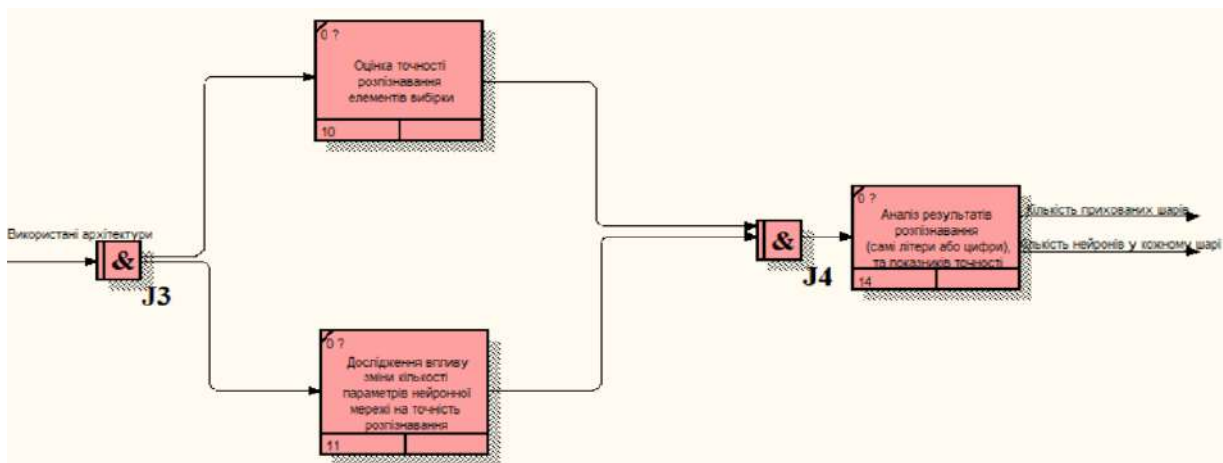 0 ?
Оцінка точності
розпізнавання
елементів вибірки
10
Використані архітектури
&
J3
0 ?
Дослідження впливу
зміни кількості
параметрів нейронної
мережі на точність
розпізнавання
11
&
J4
0 ?
Аналіз результатів
розпізнавання
(самі літери або цифри),
та показників точності
14
Кількість прихованих шарів
Кількість нейронів у кожному шарі